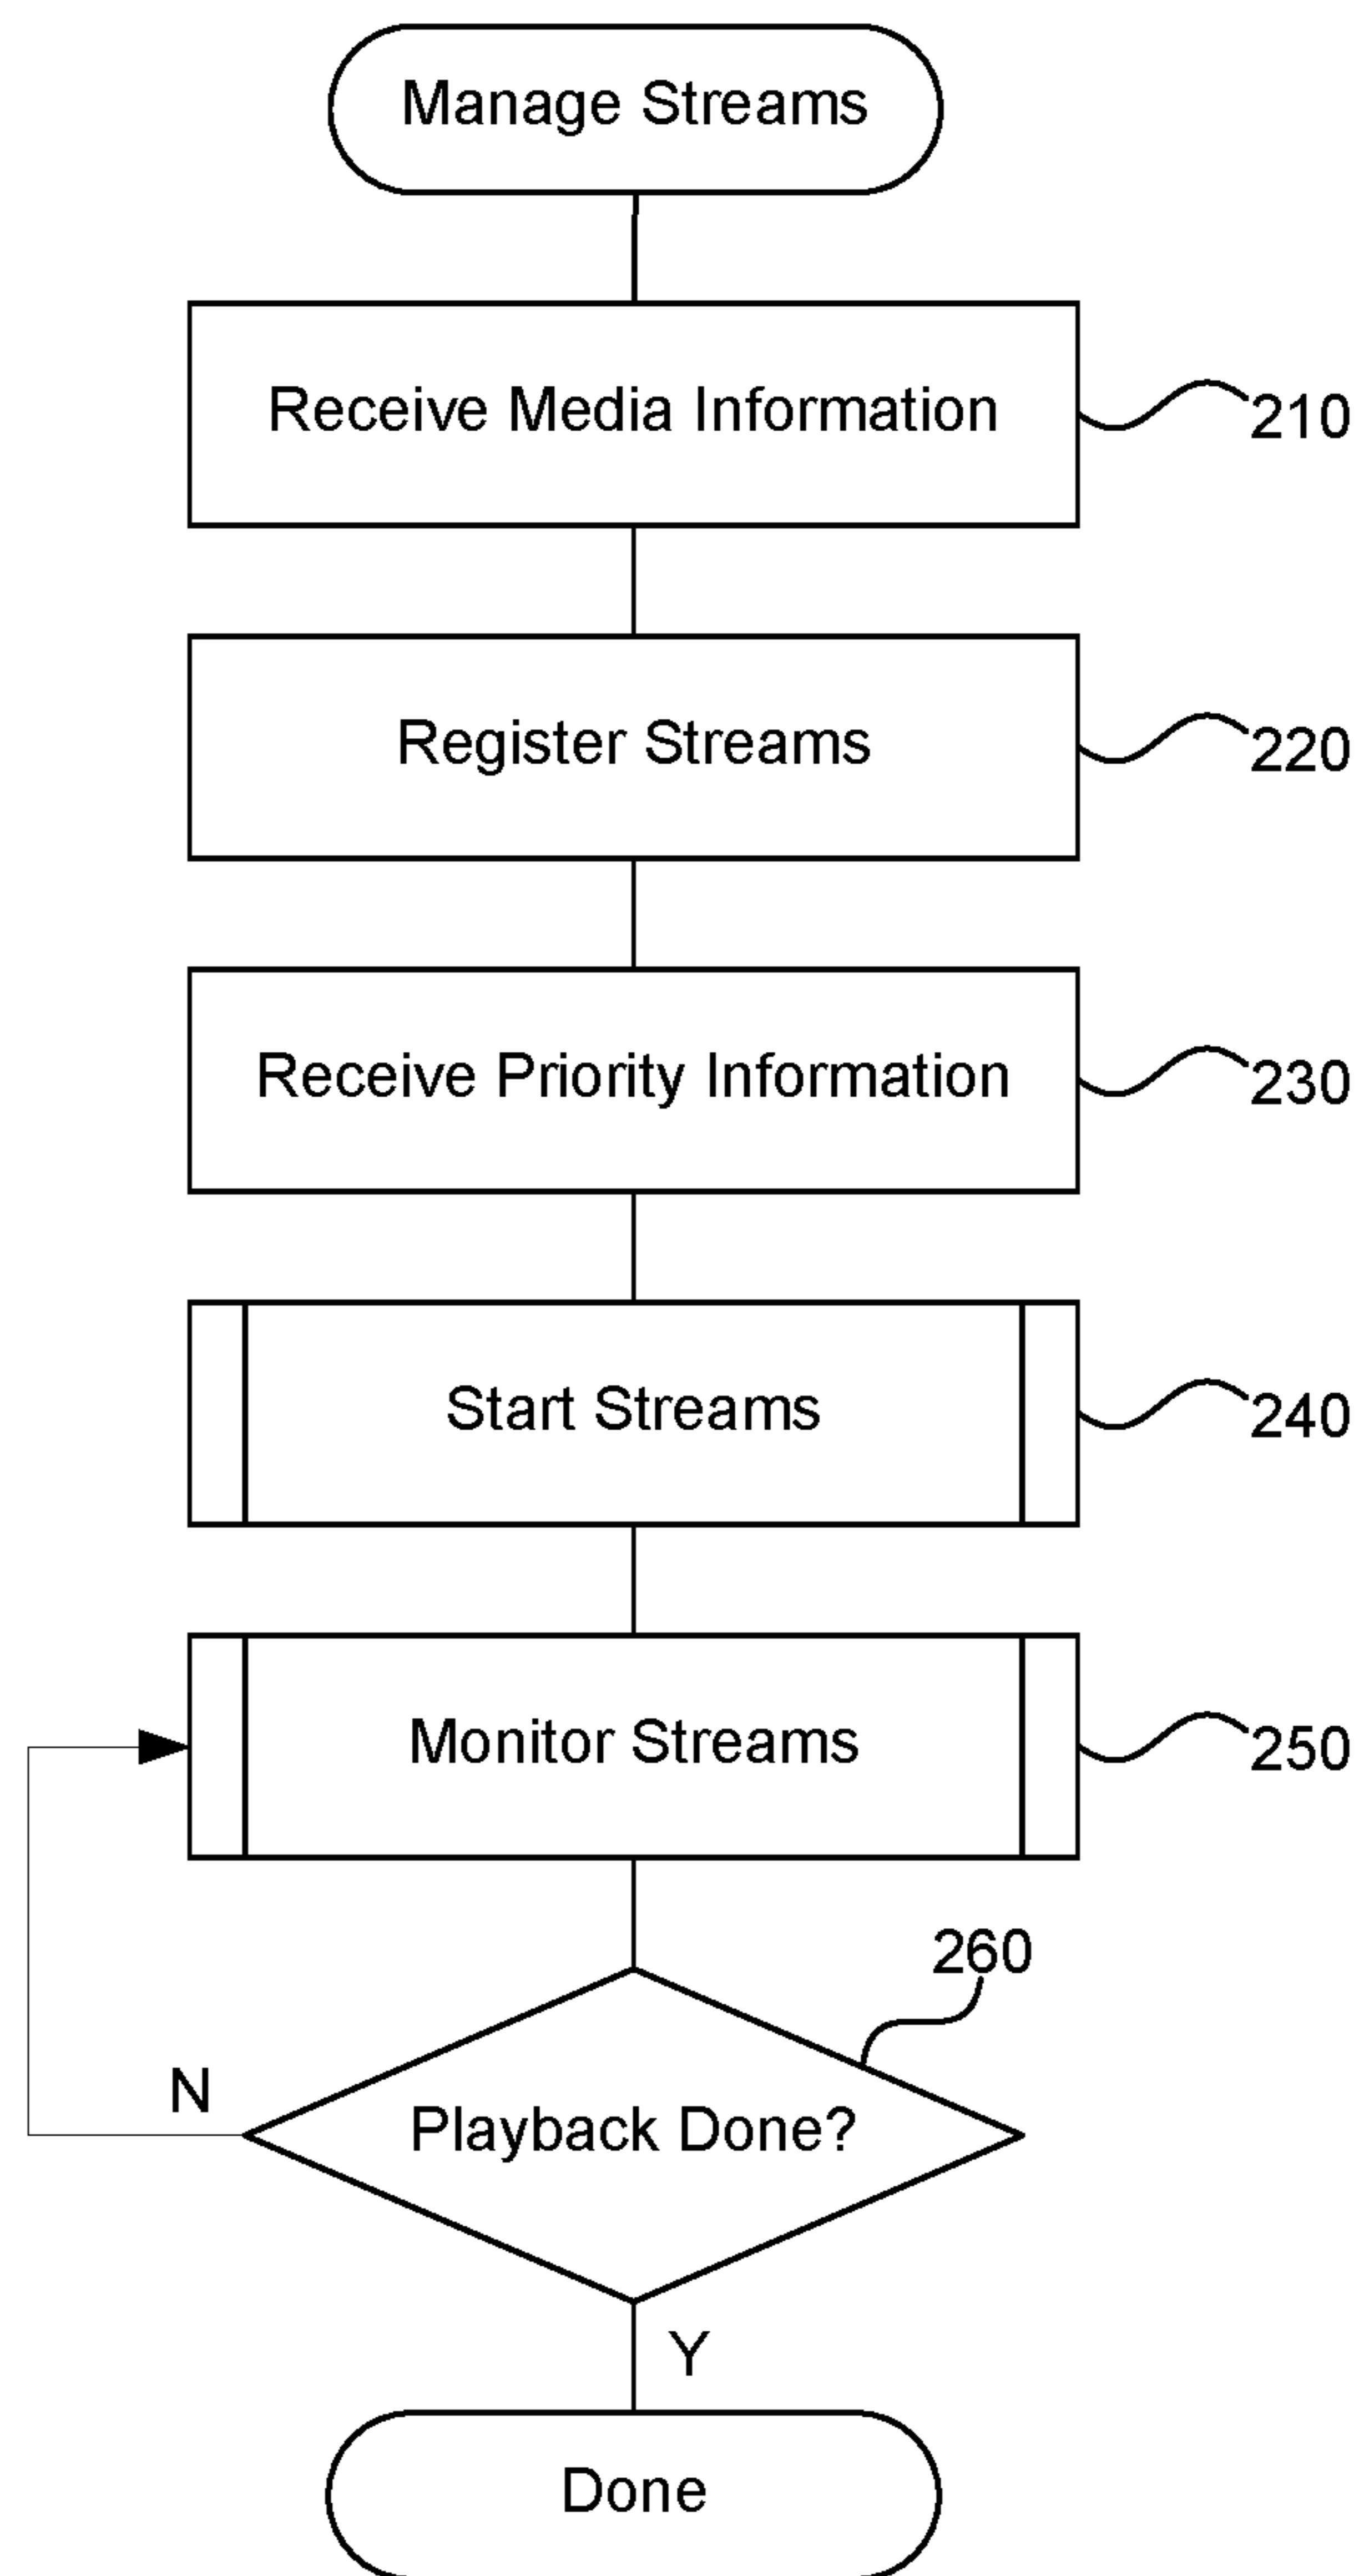 Manage Streams
Receive Media Information
210
Register Streams
220
Receive Priority Information
230
Start Streams
240
Monitor Streams
250
260
N
Playback Done?
Y
Done